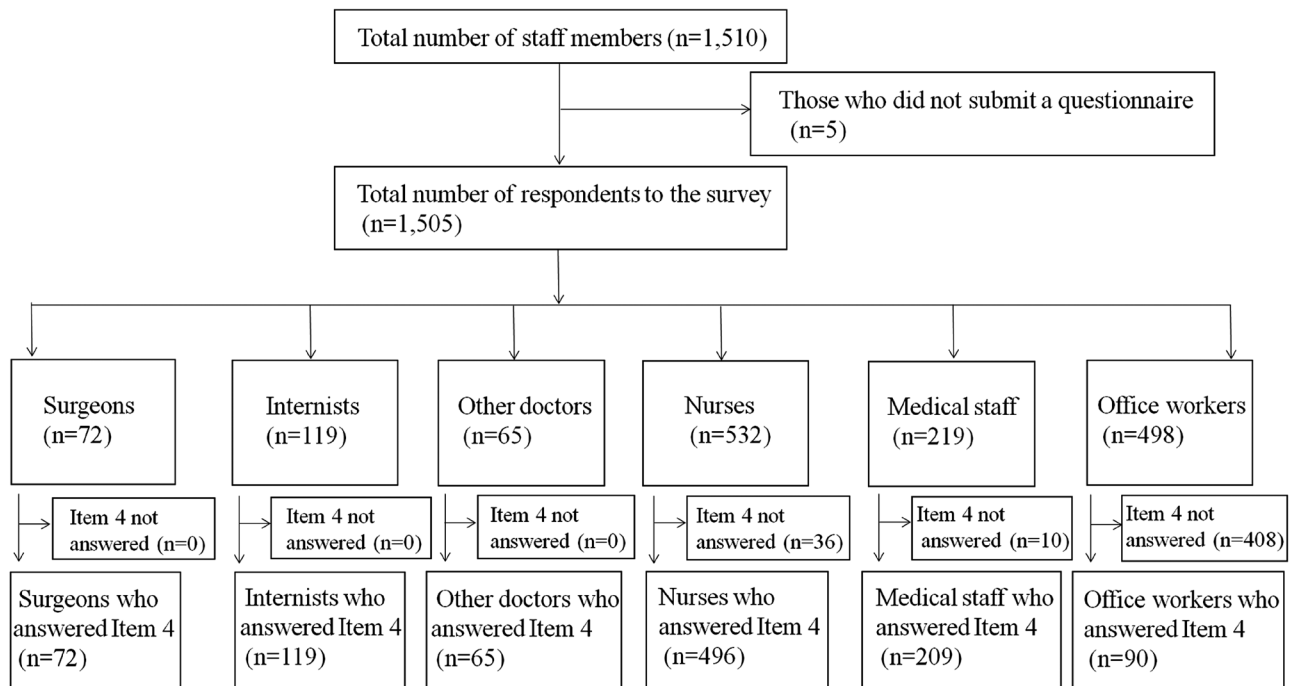 Total number of staff members (n=1,510)
Those who did not submit a questionnaire
(n=5)
Total number of respondents to the survey
(n=1,505)
Surgeons
(n=72)
Internists
(n=119)
Other doctors
(n=65)
Nurses
(n=532)
Medical staff
(n=219)
Office workers
(n=498)
Item 4 not
answered (n=0)
Item 4 not
answered (n=0)
Item 4 not
answered (n=0)
Item 4 not
answered (n=36)
Item 4 not
answered (n=10)
Item 4 not
answered (n=408)
Surgeons who
answered Item 4
(n=72)
Internists who
answered Item 4
(n=119)
Other doctors who
answered Item 4
(n=65)
Nurses who
answered Item 4
(n=496)
Medical staff who
answered Item 4
(n=209)
Office workers who
answered Item 4
(n=90)